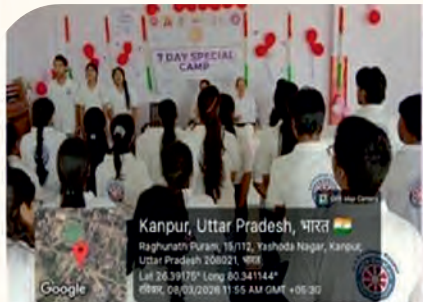 7 DAY SPECIAL
CAMP
GPS Map Camera
Kanpur, Uttar Pradesh, भारत
Raghunath Puram, 15/112, Yashoda Nagar, Kanpur,
Uttar Pradesh 208021, भारत
Lat 26.39175° Long 80.341144°
रविवार, 08/03/2026 11:55 AM GMT +05:30
Google